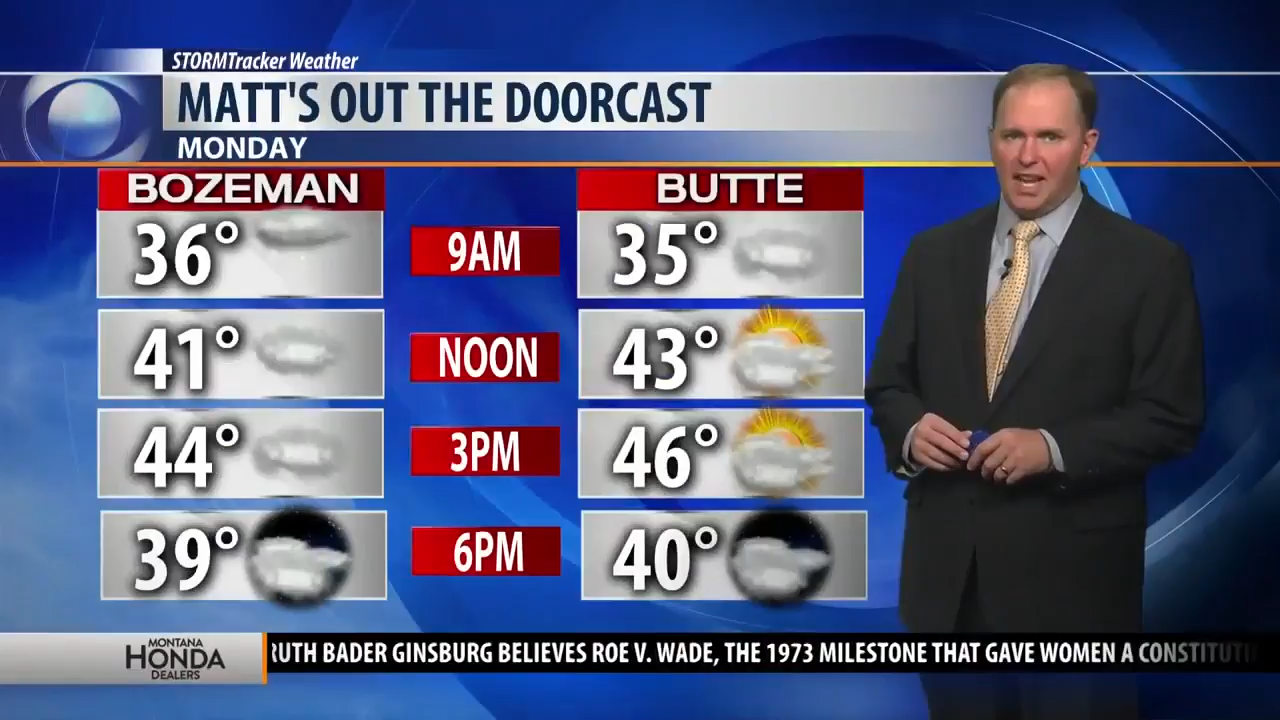 STORMTracker Weather
MATT'S OUT THE DOORCAST
MONDAY
BOZEMAN
BUTTE
36°
9AM
35°
41°
NOON
43°
44°
3PM
46°
39°
6PM
40°
MONTANA
HONDA
DEALERS
RUTH BADER GINSBURG BELIEVES ROE V. WADE, THE 1973 MILESTONE THAT GAVE WOMEN A CONSTITUTI